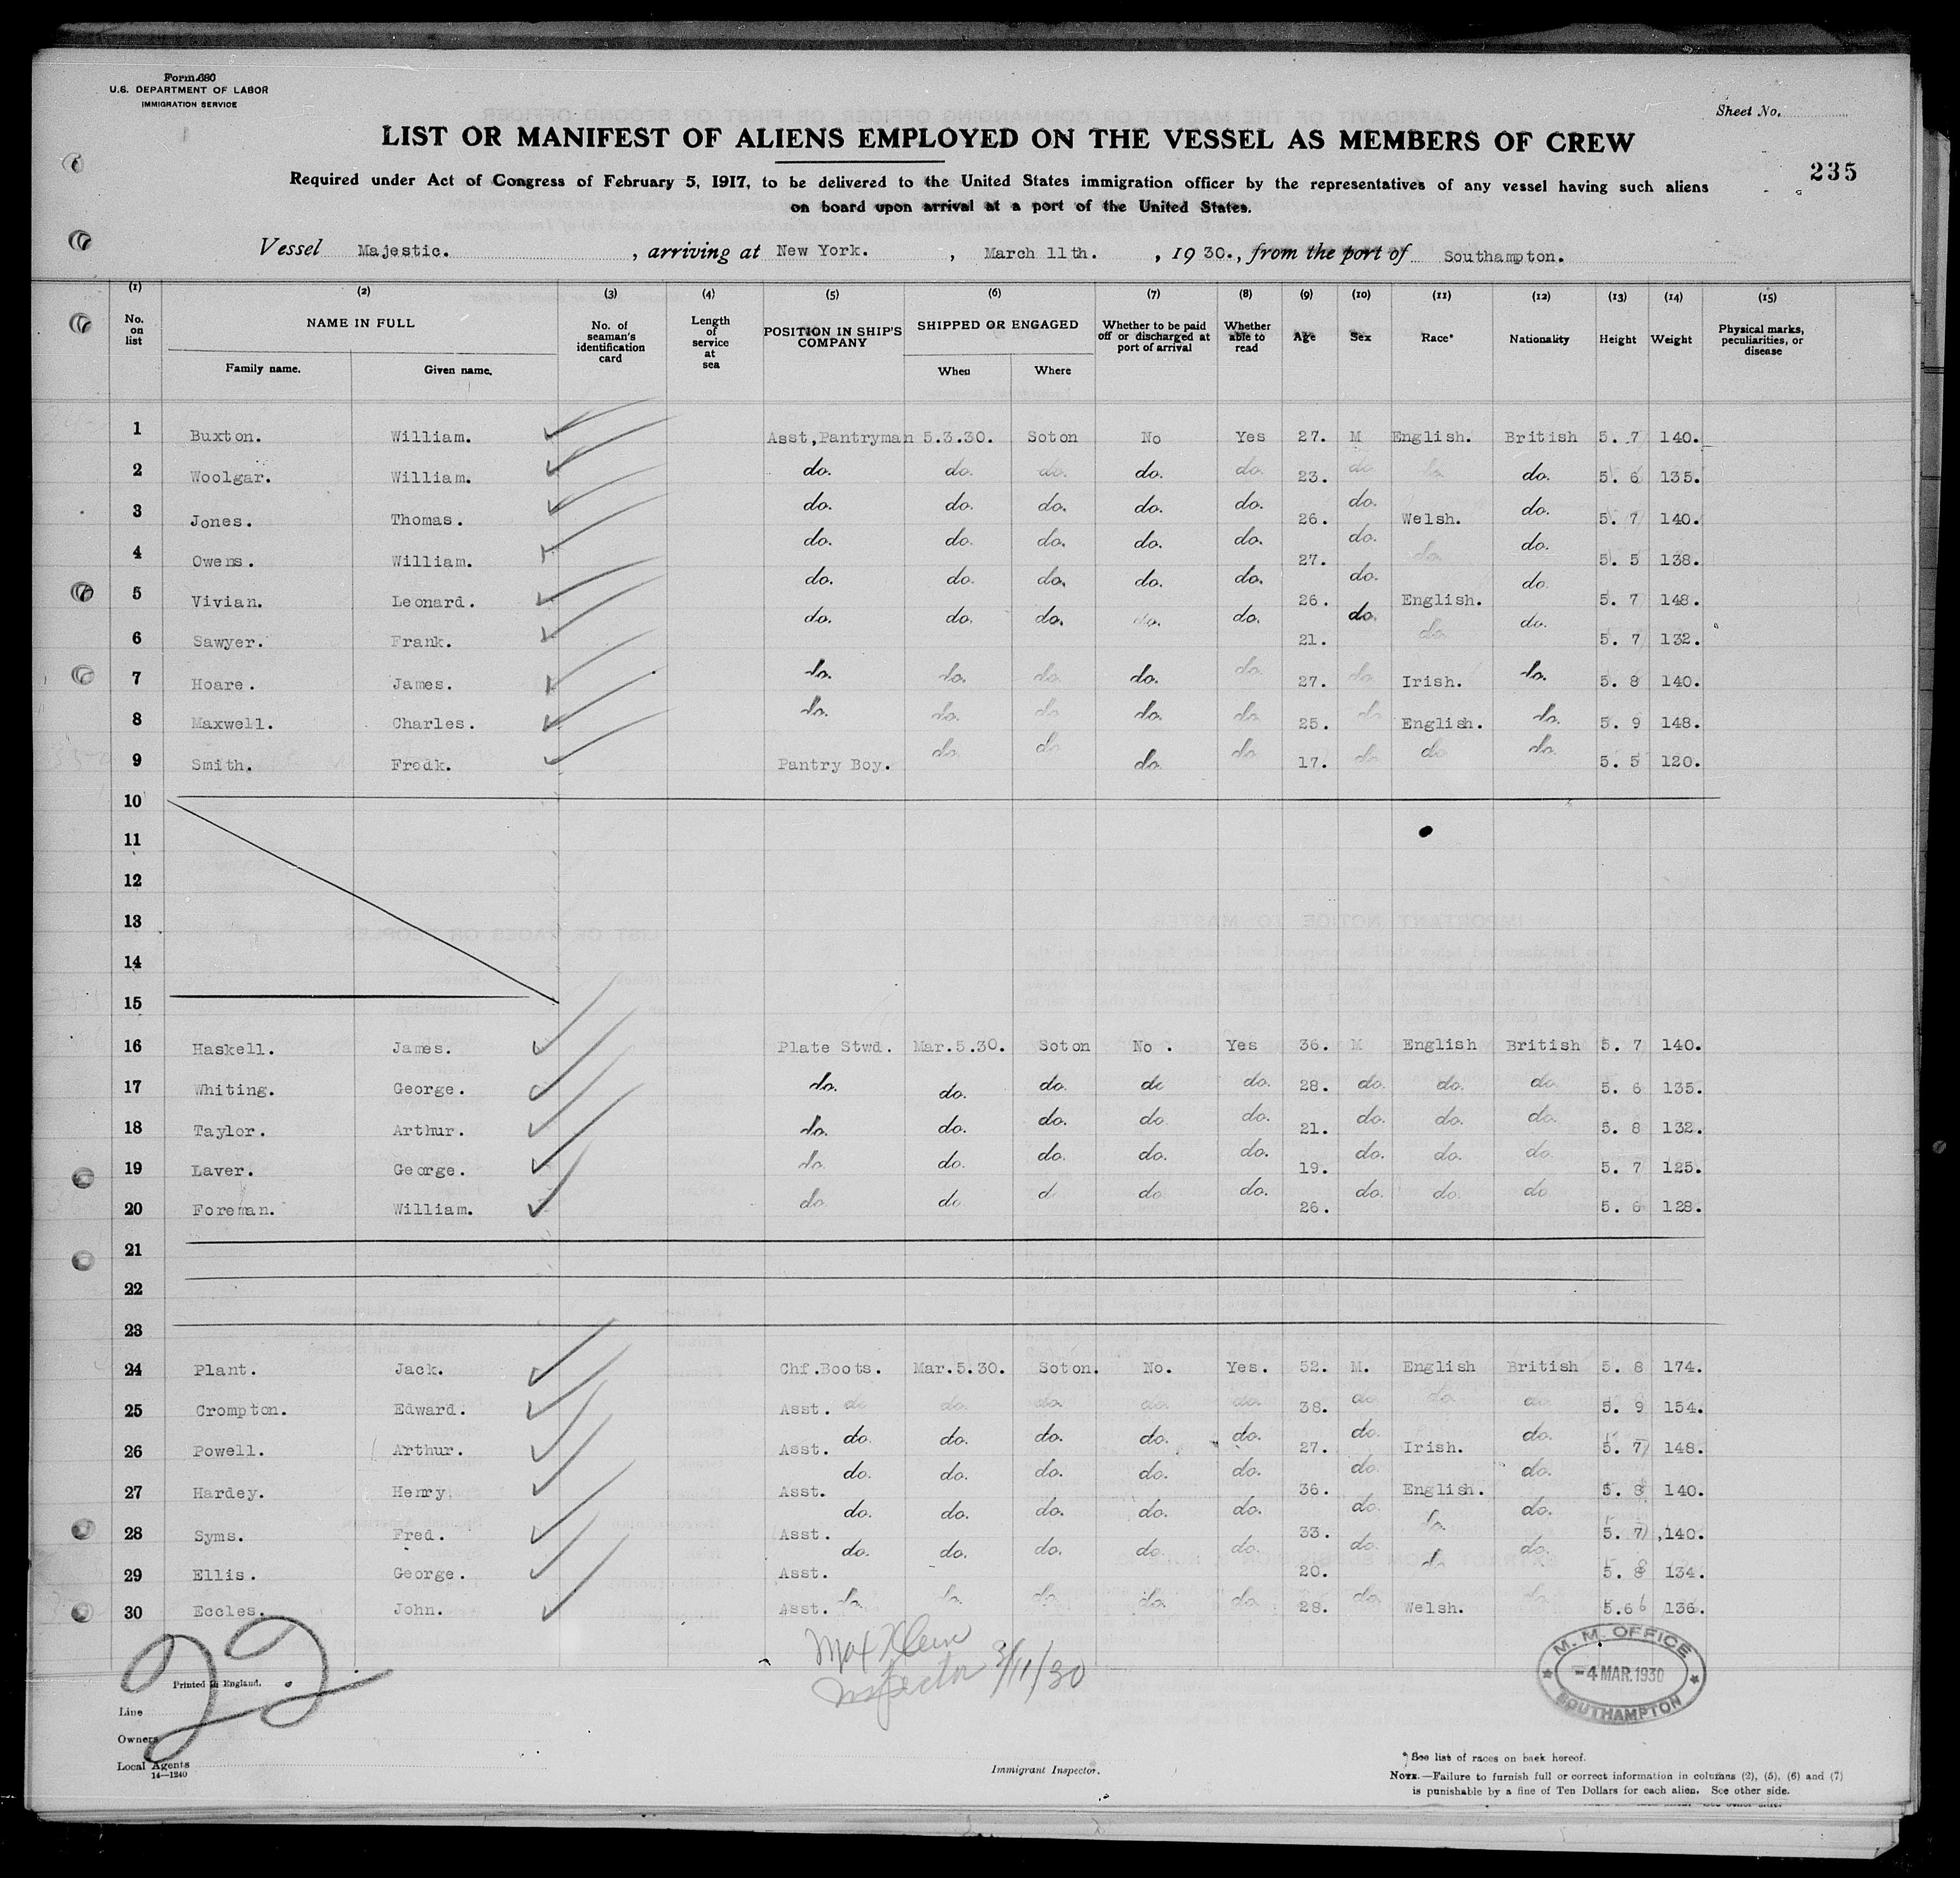 Form 680
U.S. DEPARTMENT OF LABOR
IMMIGRATION SERVICE
Sheet No.
LIST OR MANIFEST OF ALIENS EMPLOYED ON THE VESSEL AS MEMBERS OF CREW
235
Required under Act of Congress of February 5, 1917, to be delivered to the United States immigration officer by the representatives of any vessel having such aliens
on board upon arrival at a port of the United States.
Vessel Majestic. , arriving at New York. , March 11th. , 1930., from the port of Southampton.
(1) (2) (3) (4) (5) (6) (7) (8) (9) (10) (11) (12) (13) (14) (15)
No. on list NAME IN FULL Family name. Given name. No. of seaman's identification card Length of service at sea POSITION IN SHIP'S COMPANY SHIPPED OR ENGAGED When Where Whether to be paid off or discharged at port of arrival Whether able to read Age Sex Race* Nationality Height Weight Physical marks, peculiarities, or disease
1 Buxton. William. Asst,Pantryman 5.3.30. Soton No Yes 27. M English. British 5. 7 140.
2 Woolgar. William. do. do. do. do. do. 23. do. do. do. 5. 6 135.
3 Jones. Thomas. do. do. do. do. do. 26. do. Welsh. do. 5. 7 140.
4 Owens. William. do. do. do. do. do. 27. do. do. do. 5. 5 138.
5 Vivian. Leonard. do. do. do. do. do. 26. do. English. do. 5. 7 148.
6 Sawyer. Frank. do. do. do. do. do. 21. do. do. do. 5. 7 132.
7 Hoare. James. do. do. do. do. do. 27. do. Irish. do. 5. 8 140.
8 Maxwell. Charles. do. do. do. do. do. 25. do. English. do. 5. 9 148.
9 Smith. Fredk. Pantry Boy. do. do. do. do. 17. do. do. do. 5. 5 120.
10
11
12
13
14
15
16 Haskell. James. Plate Stwd. Mar.5.30. Soton No. Yes 36. M English British 5. 7 140.
17 Whiting. George. do. do. do. do do. 28. do. do. do. 5. 6 135.
18 Taylor. Arthur. do. do. do. do do. 21. do. do. do. 5. 8 132.
19 Laver. George. do. do. do. do. do. 19. do. do. do. 5. 7 125.
20 Foreman. William. do. do. d do. do. 26. do. do. do 5. 6 128.
21
22
23
24 Plant. Jack. Chf.Boots. Mar.5.30. Soton. No. Yes. 52. M. English British 5. 8 174.
25 Crompton. Edward. Asst. do do. do. do. do. 38. do do. do. 5. 9 154.
26 Powell. Arthur. Asst. do. do. do. do. do. 27. do. Irish. do. 5. 7 148.
27 Hardey. Henry. Asst. do. do. do. do. do. 36. do. English. do. 5. 8 140.
28 Syms. Fred. Asst. do. do. do. do. do. 33. do. do. do. 5. 7 140.
29 Ellis. George. Asst. do. do. do. do. do. 20. do. do do. 5. 8 134.
30 Eccles. John. Asst. do. do. do. do. do. 28. do. Welsh. do. 5.6 6 136.
22
Max Klein
Inspector 3/11/30
M. M. OFFICE
-4 MAR.1930
SOUTHAMPTON
Printed in England.
Line
Owners
Local Agents
14—1240
Immigrant Inspector.
* See list of races on back hereof.
NOTE.—Failure to furnish full or correct information in columns (2), (5), (6) and (7)
is punishable by a fine of Ten Dollars for each alien. See other side.